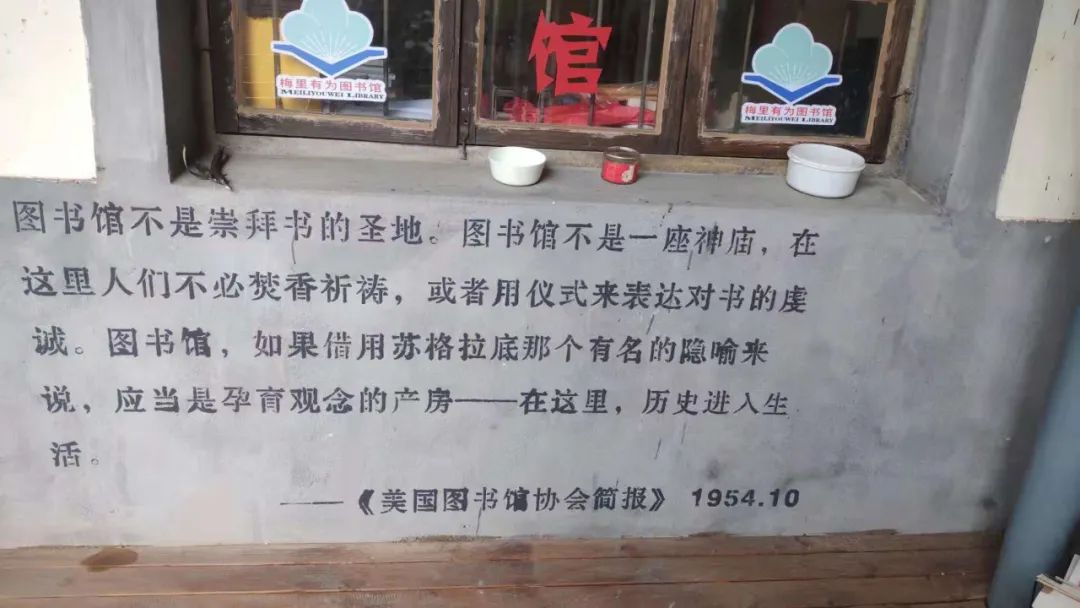 梅里有为图书馆
MEILIYOUWEI LIBRARY
馆
梅里有为图书馆
MEILIYOUWEI LIBRARY
图书馆不是崇拜书的圣地。图书馆不是一座神庙，在
这里人们不必焚香祈祷，或者用仪式来表达对书的虔
诚。图书馆，如果借用苏格拉底那个有名的隐喻来
说，应当是孕育观念的产房——在这里，历史进入生
活。
——《美国图书馆协会简报》 1954.10